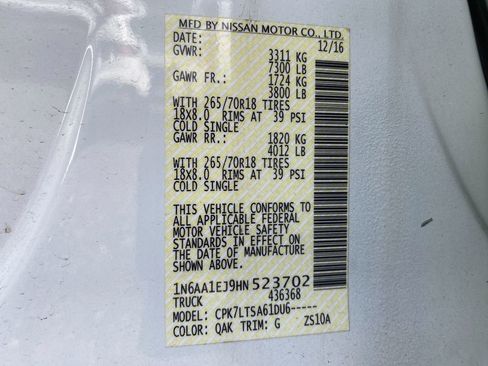 MFD BY NISSAN MOTOR CO., LTD.
DATE: 12/16
GVWR: 3311 KG
7300 LB
GAWR FR.: 1724 KG
3800 LB
WITH 265/70R18 TIRES
18x8.0 RIMS AT 39 PSI
COLD SINGLE
GAWR RR.: 1820 KG
4012 LB
WITH 265/70R18 TIRES
18x8.0 RIMS AT 39 PSI
COLD SINGLE
THIS VEHICLE CONFORMS TO
ALL APPLICABLE FEDERAL
MOTOR VEHICLE SAFETY
STANDARDS IN EFFECT ON
THE DATE OF MANUFACTURE
SHOWN ABOVE.
1N6AA1EJ9HN523702
TRUCK 436368
MODEL: CPK7LTSA61DU6-----
COLOR: QAK TRIM: G ZS10A